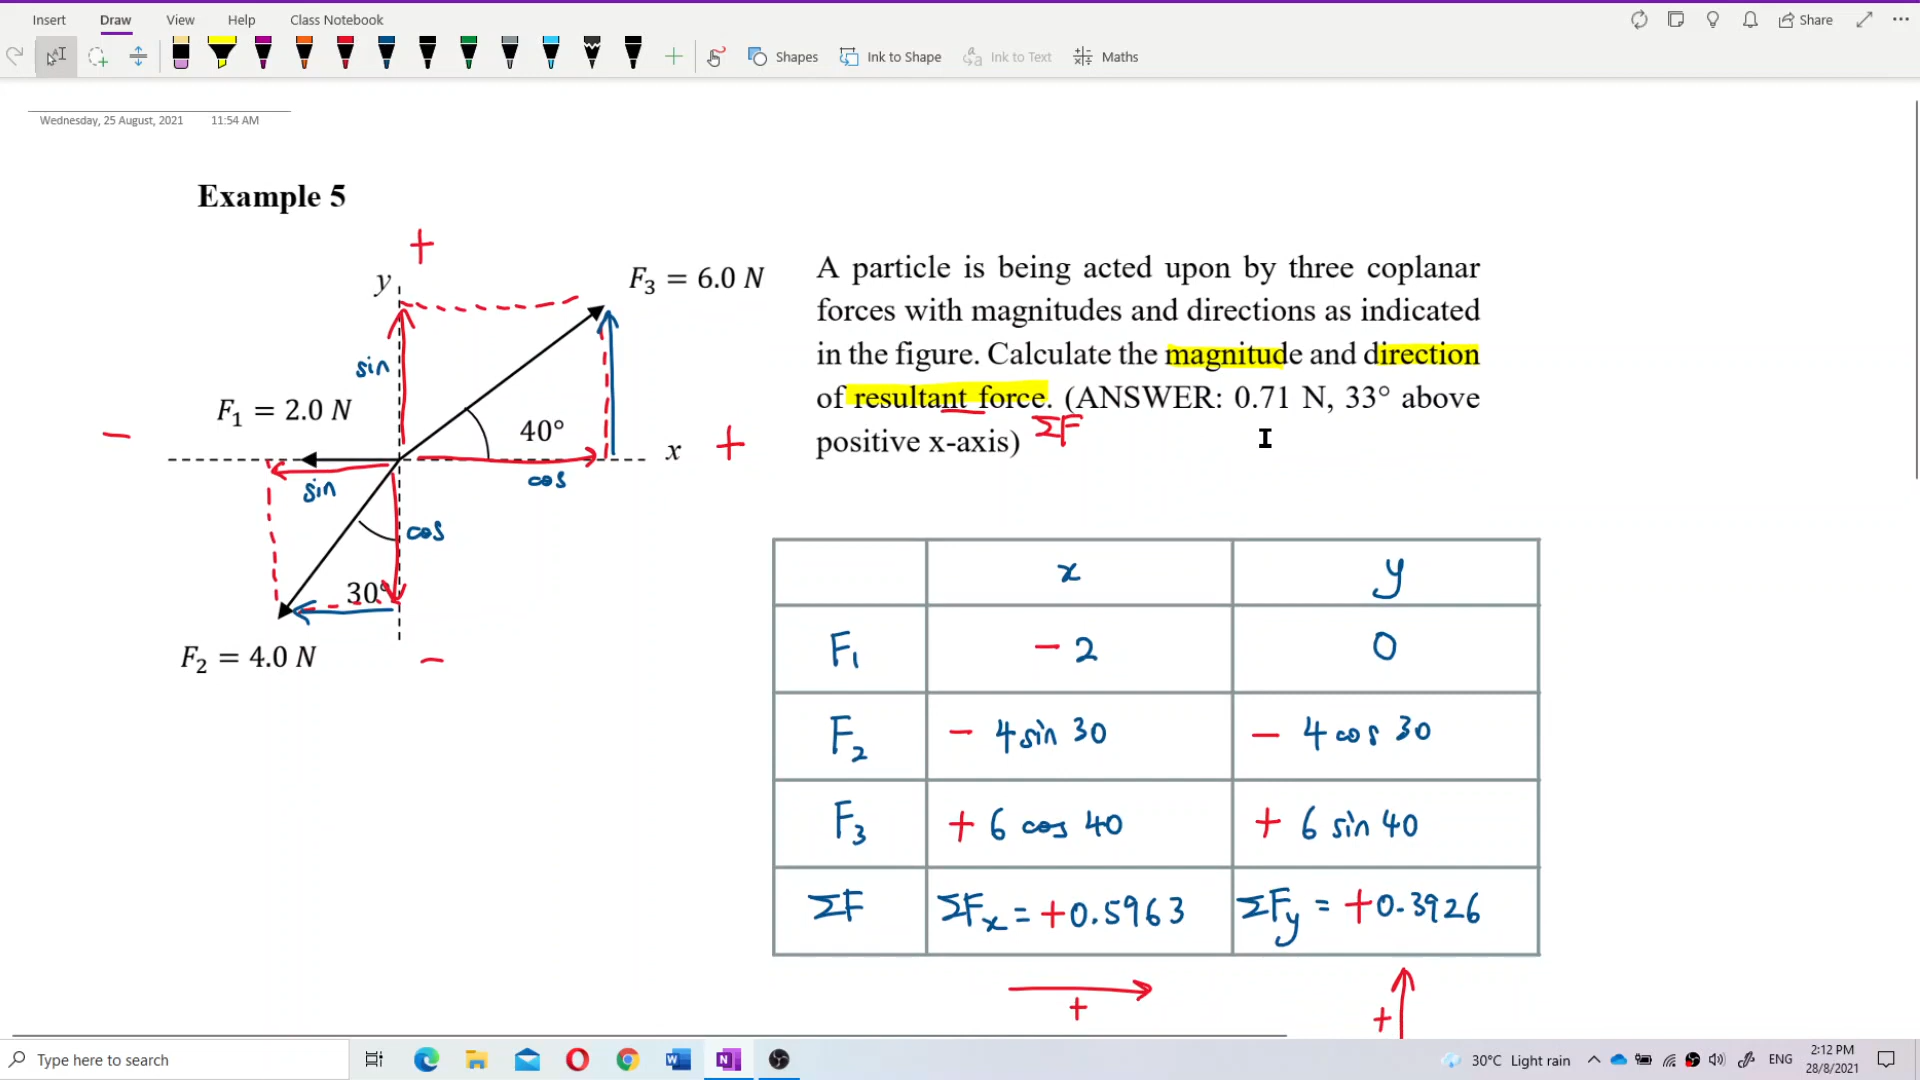 Insert Draw View Help Class Notebook Share
Shapes Ink to Shape Ink to Text Maths
Wednesday, 25 August, 2021 11:54 AM
Example 5
+
y
F₃ = 6.0 N
sin
F₁ = 2.0 N
40°
x
−
+
sin
cos
cos
30°
F₂ = 4.0 N
−
A particle is being acted upon by three coplanar
forces with magnitudes and directions as indicated
in the figure. Calculate the magnitude and direction
of resultant force. (ANSWER: 0.71 N, 33° above
positive x-axis) ΣF
x y
F₁ − 2 0
F₂ − 4 sin 30 − 4 cos 30
F₃ + 6 cos 40 + 6 sin 40
ΣF ΣFₓ = +0.5963 ΣFy = +0.3926
+ +
Type here to search
30°C Light rain ENG 2:12 PM
28/8/2021